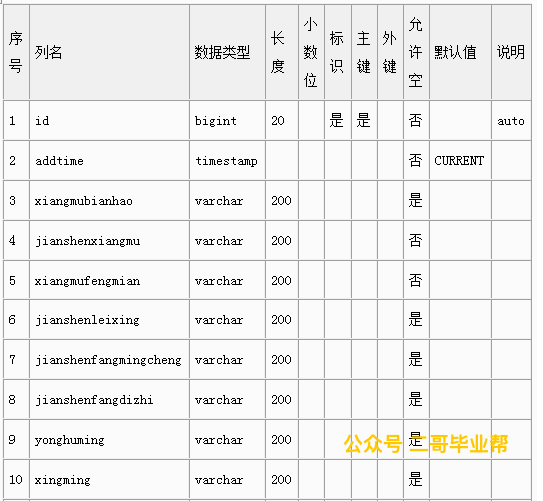 序号 列名 数据类型 长度 小数位 标识 主键 外键 允许空 默认值 说明
1 id bigint 20 是 是 否 auto
2 addtime timestamp 否 CURRENT
3 xiangmubianhao varchar 200 是
4 jianshenxiangmu varchar 200 否
5 xiangmufengmian varchar 200 否
6 jianshenleixing varchar 200 是
7 jianshenfangmingcheng varchar 200 是
8 jianshenfangdizhi varchar 200 是
9 yonghuming varchar 200 是
公众号 二哥毕业帮
10 xingming varchar 200 是